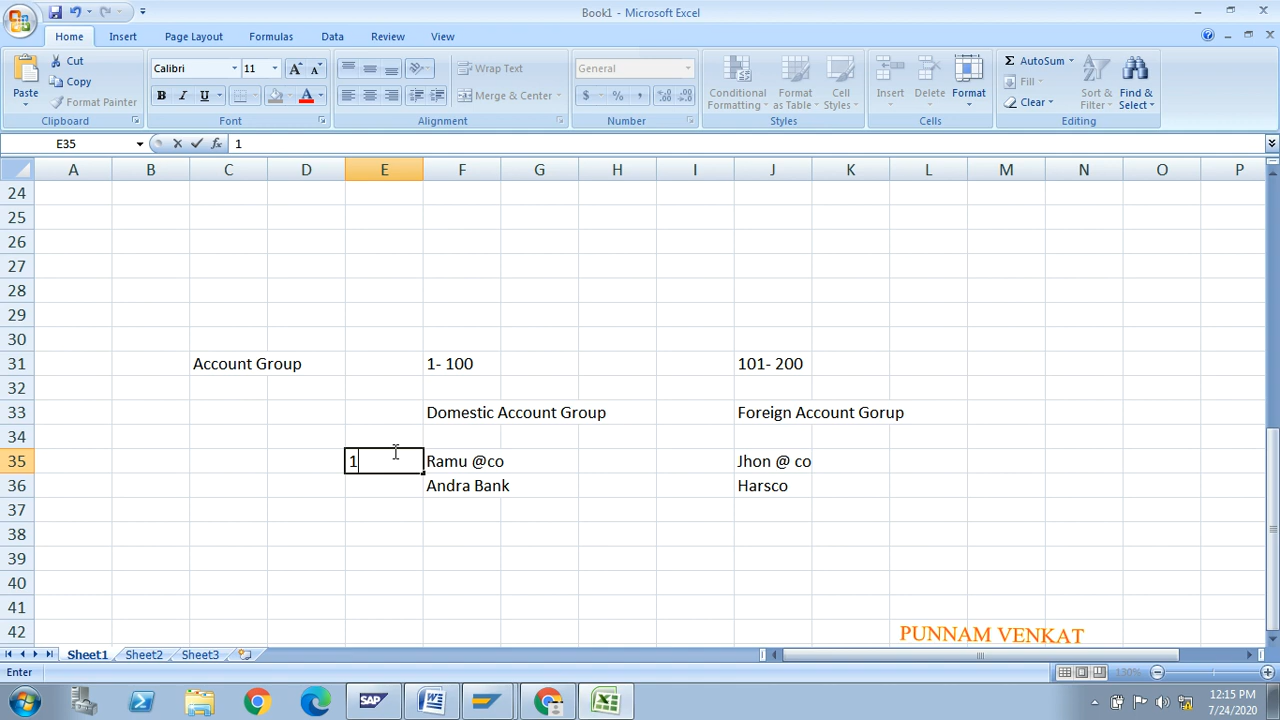 Book1 - Microsoft Excel
Home Insert Page Layout Formulas Data Review View
Paste Cut Calibri 11 A A Wrap Text General Conditional Formatting Format as Table Cell Styles Insert Delete Format AutoSum Sort & Filter Find & Select
Copy Fill
Format Painter B I U A Merge & Center $ % , Clear
Clipboard Font Alignment Number Styles Cells Editing
E35 fx 1
A B C D E F G H I J K L M N O P
24
25
26
27
28
29
30
31 Account Group 1- 100 101- 200
32
33 Domestic Account Group Foreign Account Gorup
34
35 1 Ramu @co Jhon @ co
36 Andra Bank Harsco
37
38
39
40
41
42 PUNNAM VENKAT
Sheet1 Sheet2 Sheet3
Enter 130%
SAP W
12:15 PM
7/24/2020